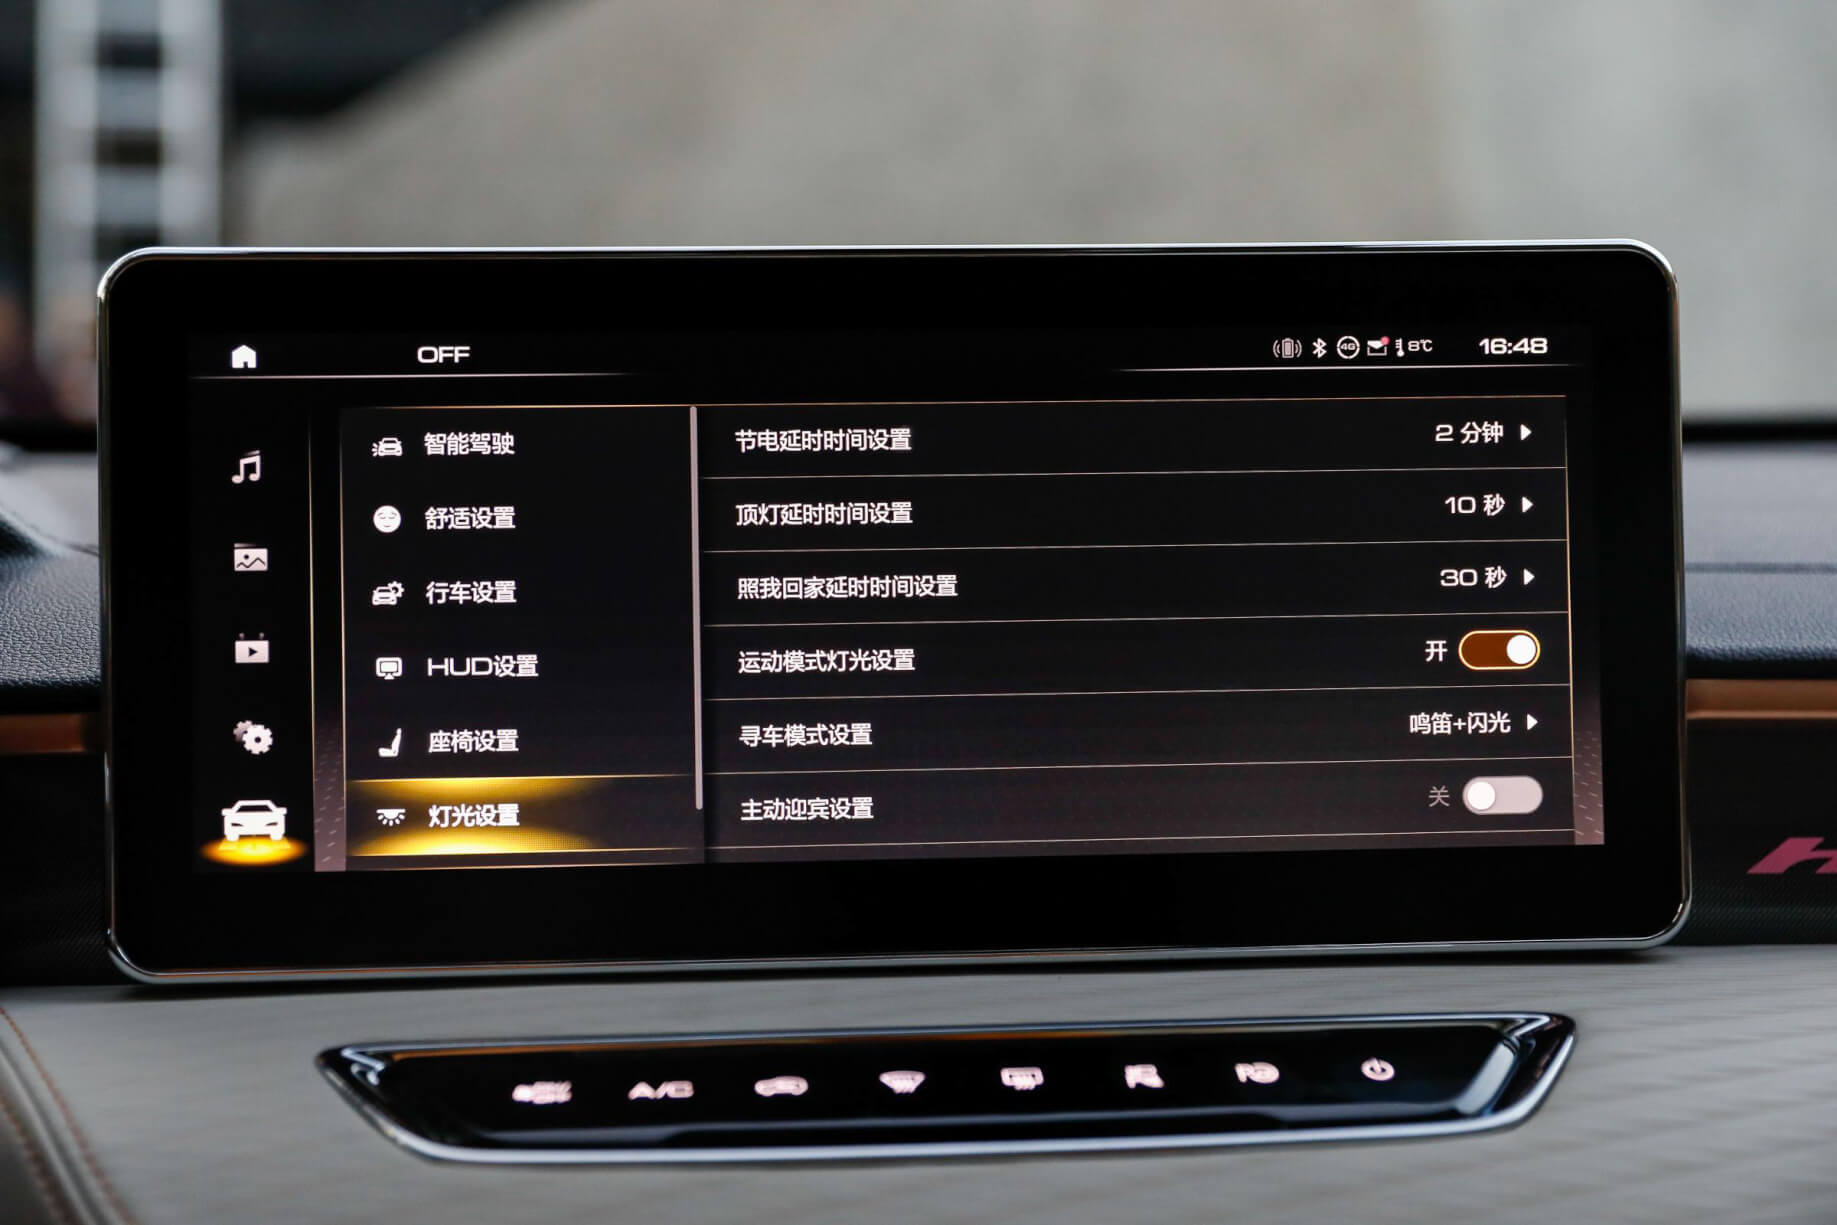 OFF
4G
8℃
16:48
智能驾驶
舒适设置
行车设置
HUD设置
座椅设置
灯光设置
节电延时时间设置
2 分钟
顶灯延时时间设置
10 秒
照我回家延时时间设置
30 秒
运动模式灯光设置
开
寻车模式设置
鸣笛+闪光
主动迎宾设置
关
A/C